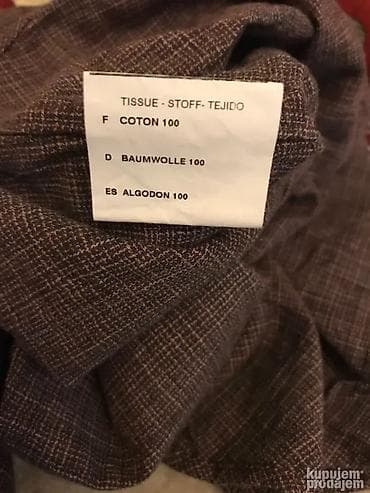 TISSUE - STOFF- TEJIDO
F COTON 100
D BAUMWOLLE 100
ES ALGODON 100
kupujem
prodajem